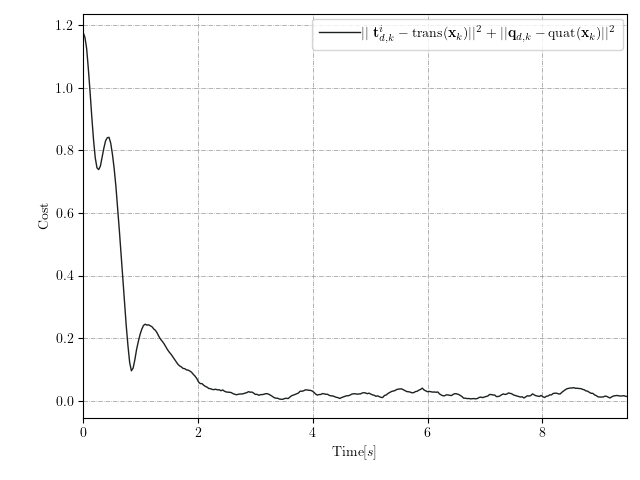 || t^i_{d,k} − trans(x_k)||^2 + ||q_{d,k} − quat(x_k)||^2
1.2
1.0
0.8
0.6
0.4
0.2
0.0
Cost
0 2 4 6 8
Time[s]